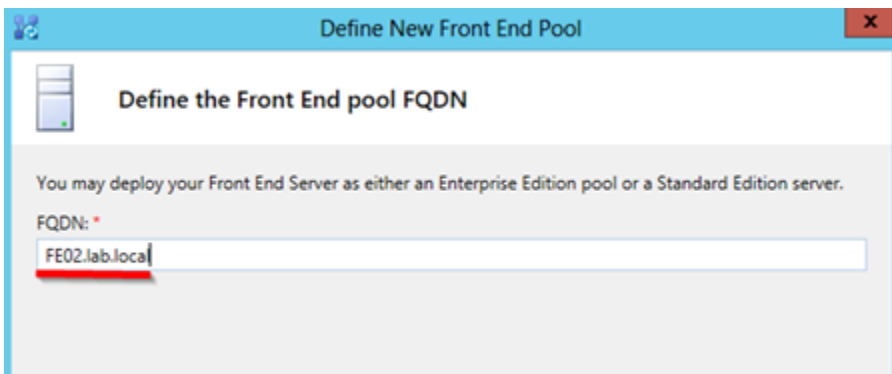 Define New Front End Pool
x
Define the Front End pool FQDN
You may deploy your Front End Server as either an Enterprise Edition pool or a Standard Edition server.
FQDN: *
FE02.lab.local